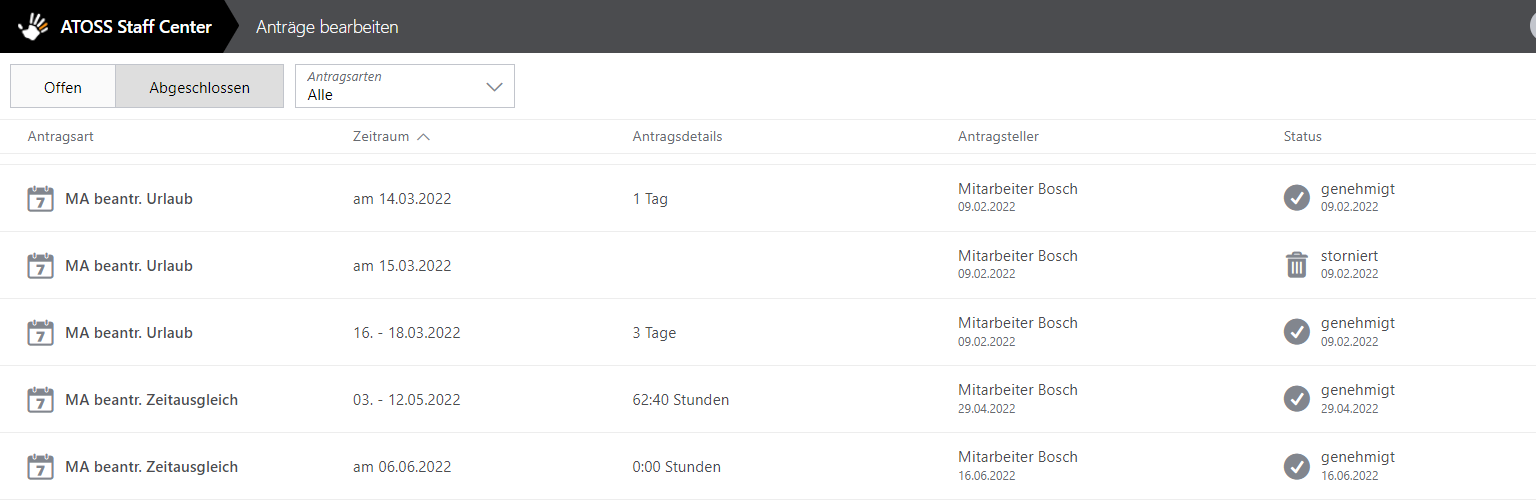 ATOSS Staff Center Anträge bearbeiten
Offen Abgeschlossen Antragsarten
Alle
Antragsart Zeitraum Antragsdetails Antragsteller Status
7 MA beantr. Urlaub am 14.03.2022 1 Tag Mitarbeiter Bosch genehmigt
09.02.2022 09.02.2022
7 MA beantr. Urlaub am 15.03.2022 Mitarbeiter Bosch storniert
09.02.2022 09.02.2022
7 MA beantr. Urlaub 16. - 18.03.2022 3 Tage Mitarbeiter Bosch genehmigt
09.02.2022 09.02.2022
7 MA beantr. Zeitausgleich 03. - 12.05.2022 62:40 Stunden Mitarbeiter Bosch genehmigt
29.04.2022 29.04.2022
7 MA beantr. Zeitausgleich am 06.06.2022 0:00 Stunden Mitarbeiter Bosch genehmigt
16.06.2022 16.06.2022